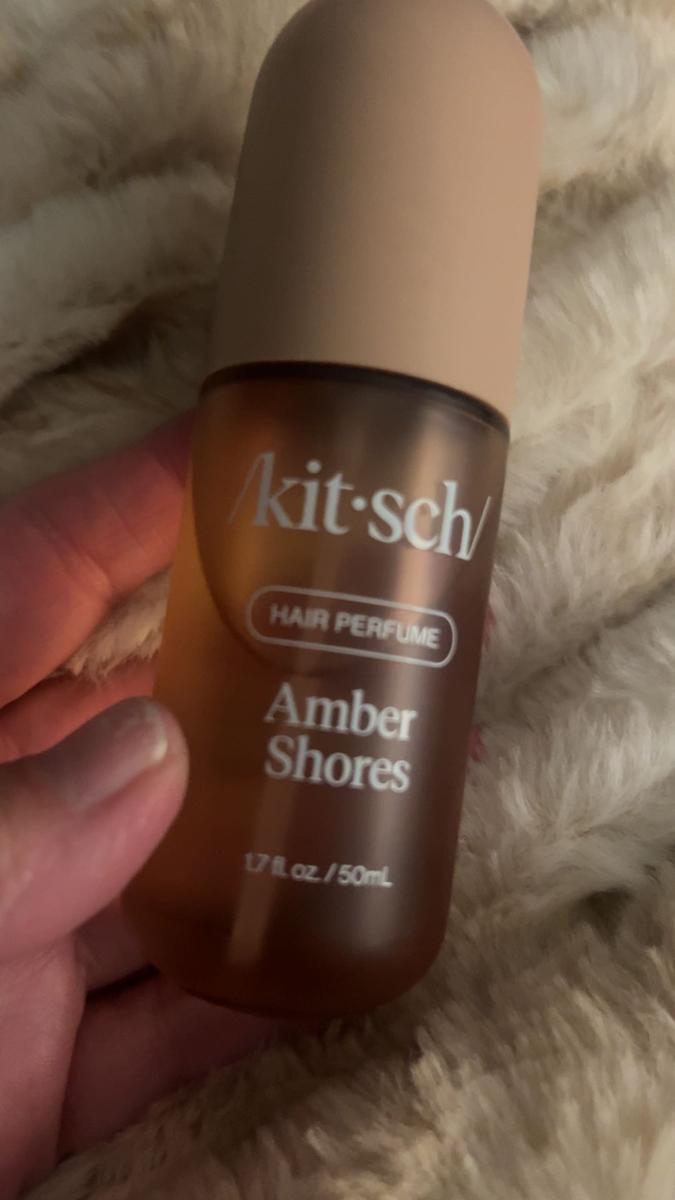 /kit·sch/
HAIR PERFUME
Amber
Shores
1.7 fl. oz. / 50mL